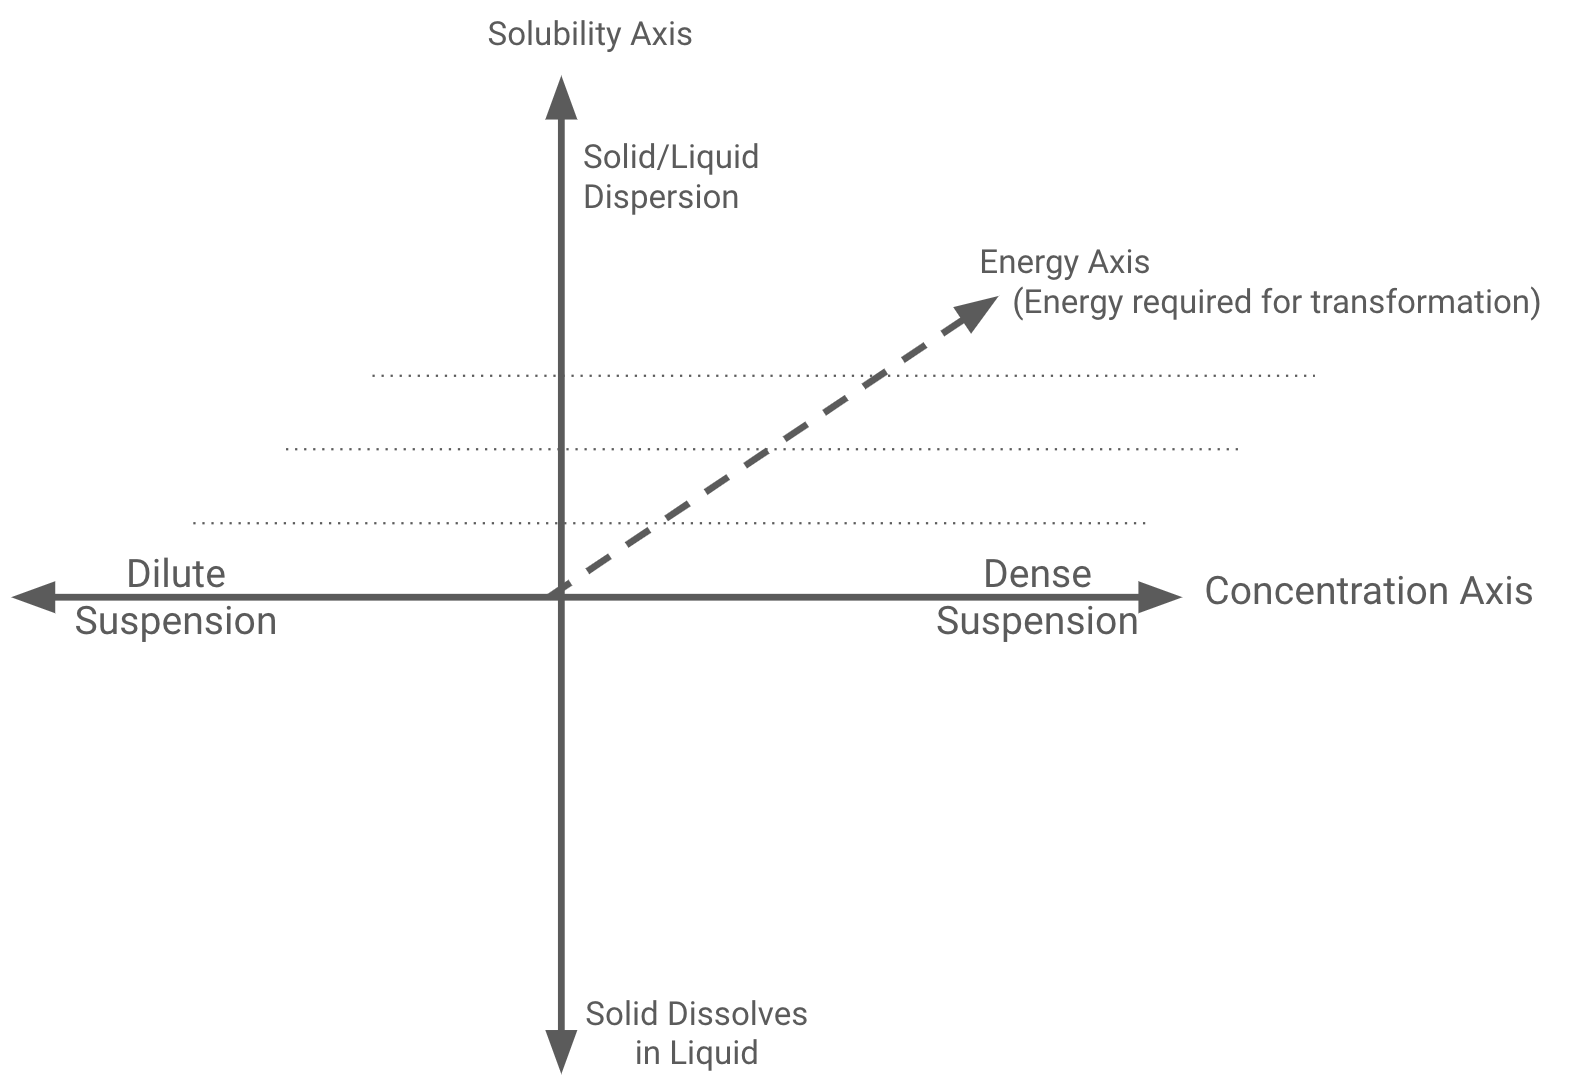 Solubility Axis
Solid/Liquid
Dispersion
Energy Axis
(Energy required for transformation)
Dilute
Suspension
Dense
Suspension
Concentration Axis
Solid Dissolves
in Liquid